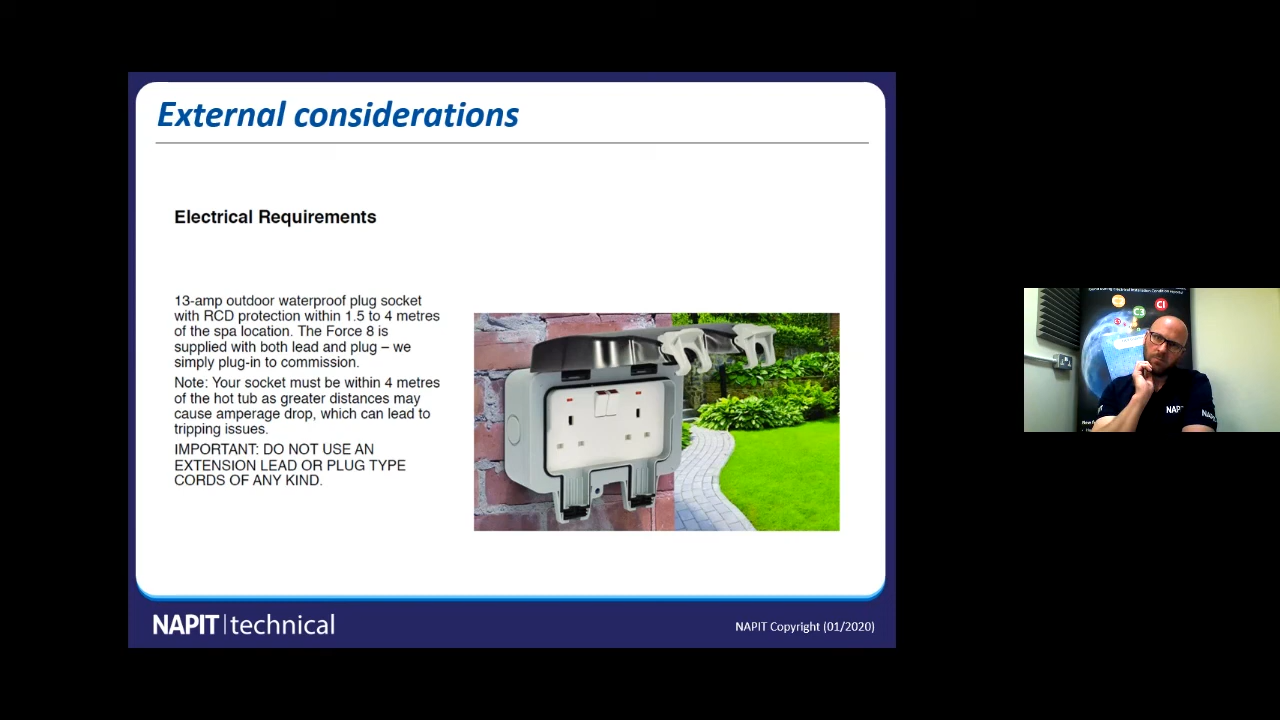 External considerations
Electrical Requirements
13-amp outdoor waterproof plug socket
with RCD protection within 1.5 to 4 metres
of the spa location. The Force 8 is
supplied with both lead and plug – we
simply plug-in to commission.
Note: Your socket must be within 4 metres
of the hot tub as greater distances may
cause amperage drop, which can lead to
tripping issues.
IMPORTANT: DO NOT USE AN
EXTENSION LEAD OR PLUG TYPE
CORDS OF ANY KIND.
NAPIT | technical
NAPIT Copyright (01/2020)
C1
C3
NAPIT
NAPIT